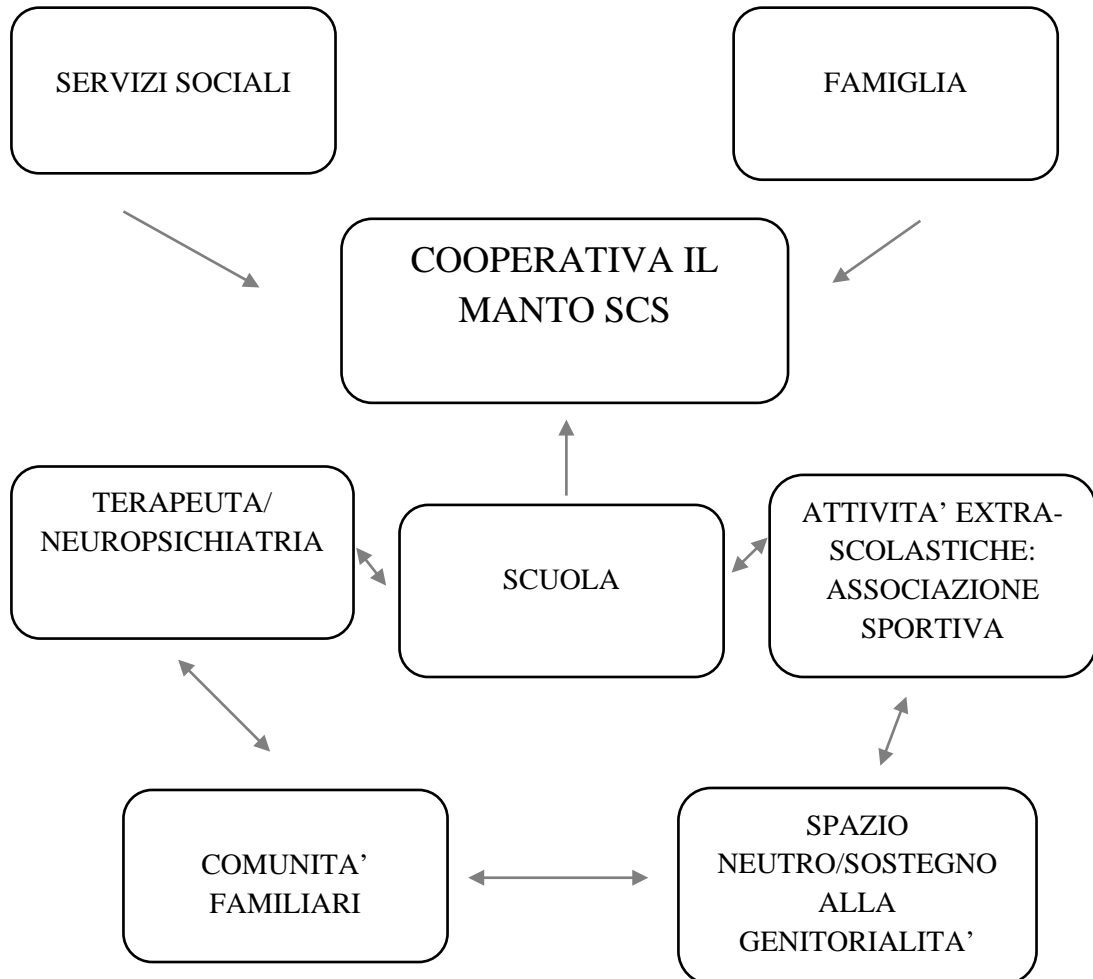 SERVIZI SOCIALI
FAMIGLIA
COOPERATIVA IL
MANTO SCS
TERAPEUTA/
NEUROPSICHIATRIA
SCUOLA
ATTIVITA’ EXTRA-
SCOLASTICHE:
ASSOCIAZIONE
SPORTIVA
COMUNITA’
FAMILIARI
SPAZIO
NEUTRO/SOSTEGNO
ALLA
GENITORIALITA’